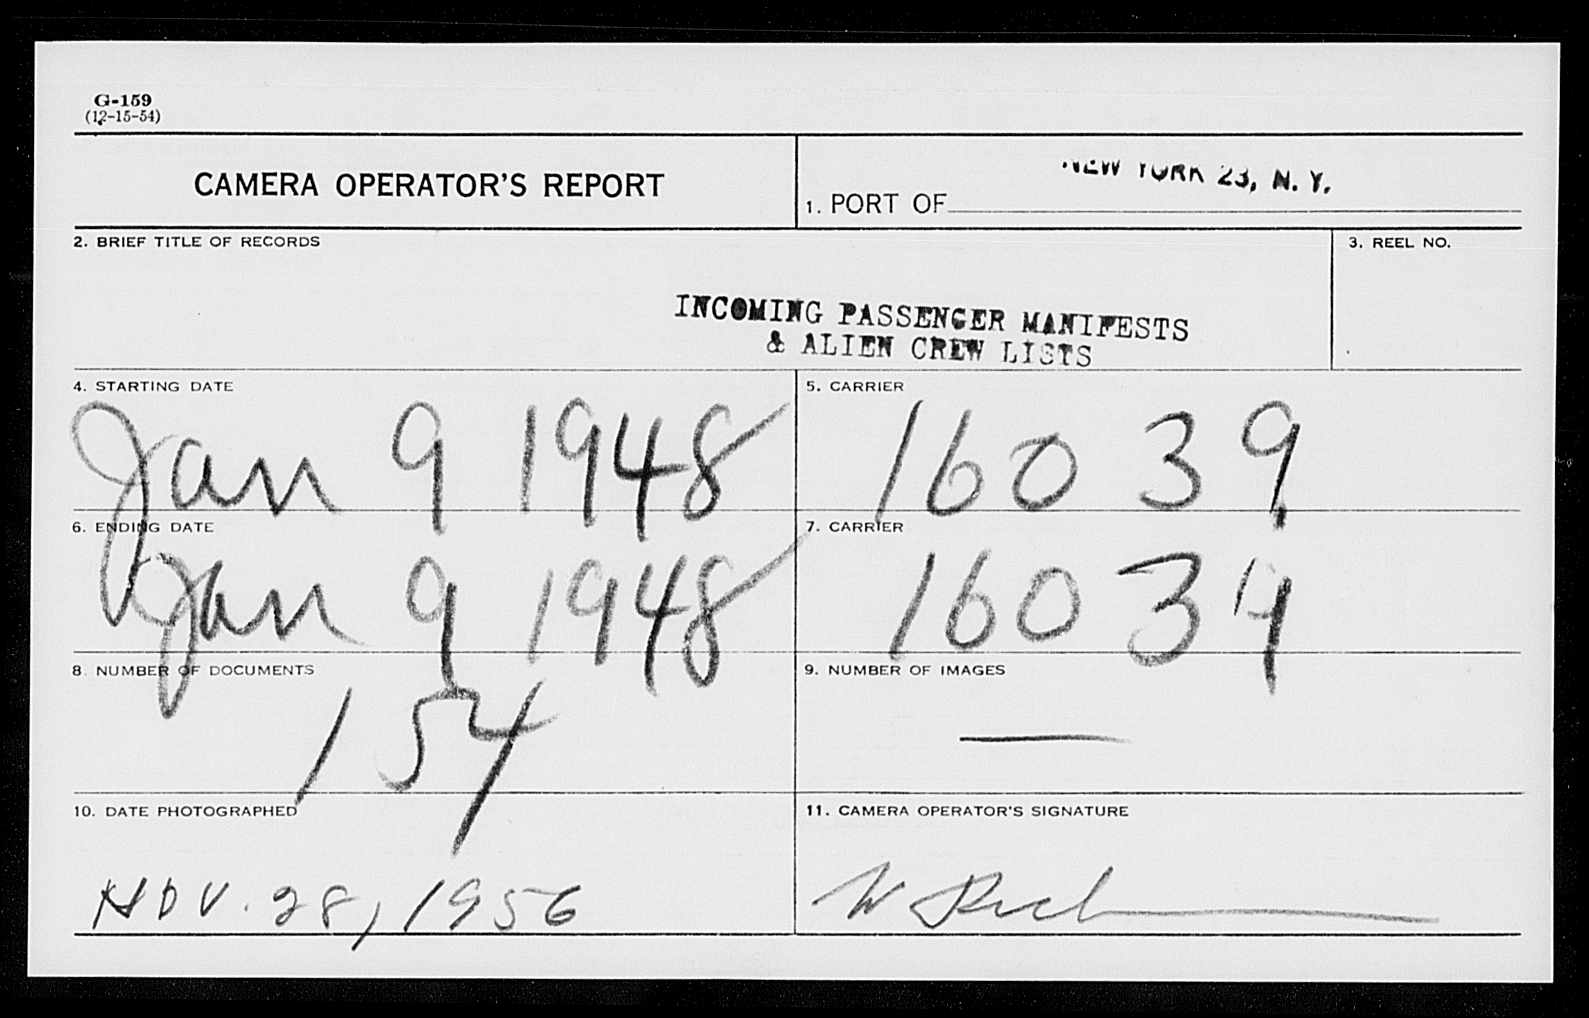 G-159
(12-15-54)
CAMERA OPERATOR'S REPORT
1. PORT OF NEW YORK 23, N. Y.
2. BRIEF TITLE OF RECORDS
3. REEL NO.
INCOMING PASSENGER MANIFESTS
& ALIEN CREW LISTS
4. STARTING DATE
5. CARRIER
Jan 9 1948
16039
6. ENDING DATE
7. CARRIER
Jan 9 1948
16039
8. NUMBER OF DOCUMENTS
9. NUMBER OF IMAGES
154
—
10. DATE PHOTOGRAPHED
11. CAMERA OPERATOR'S SIGNATURE
NOV. 28, 1956
W